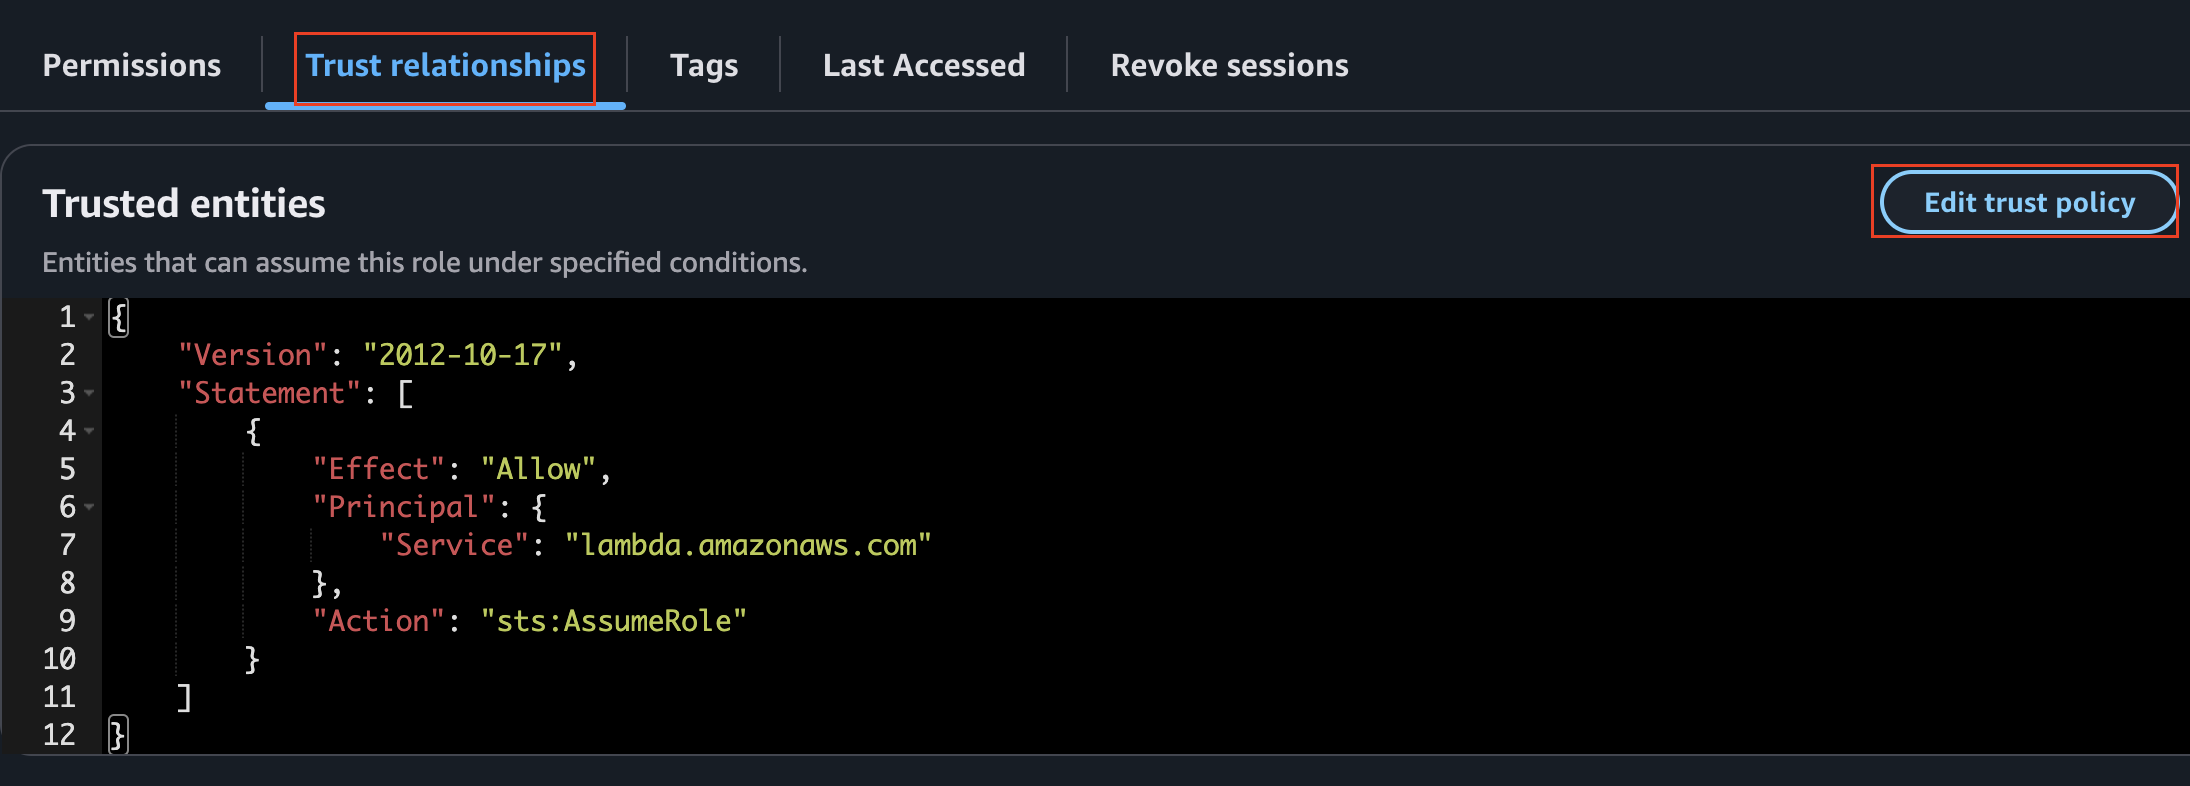 Permissions Trust relationships Tags Last Accessed Revoke sessions
Trusted entities
Edit trust policy
Entities that can assume this role under specified conditions.
1 {
2 "Version": "2012-10-17",
3 "Statement": [
4 {
5 "Effect": "Allow",
6 "Principal": {
7 "Service": "lambda.amazonaws.com"
8 },
9 "Action": "sts:AssumeRole"
10 }
11 ]
12 }